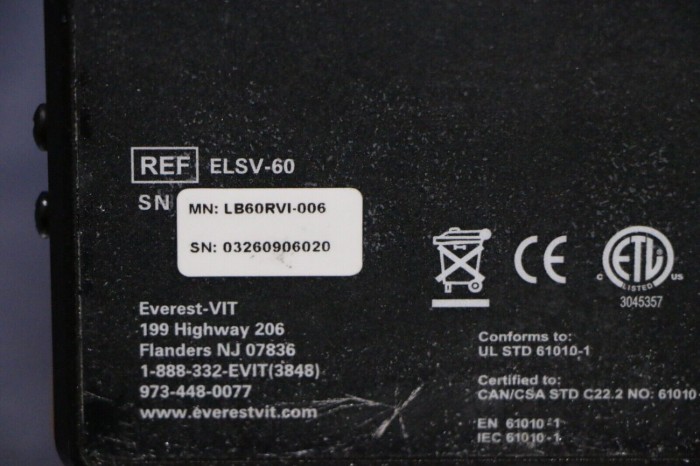 REF ELSV-60
SN
MN: LB60RVI-006
SN: 03260906020
CE
c ETL us
LISTED
3045357
Everest-VIT
199 Highway 206
Flanders NJ 07836
1-888-332-EVIT(3848)
973-448-0077
www.everestvit.com
Conforms to:
UL STD 61010-1
Certified to:
CAN/CSA STD C22.2 NO: 61010
EN 61010-1
IEC 61010-1